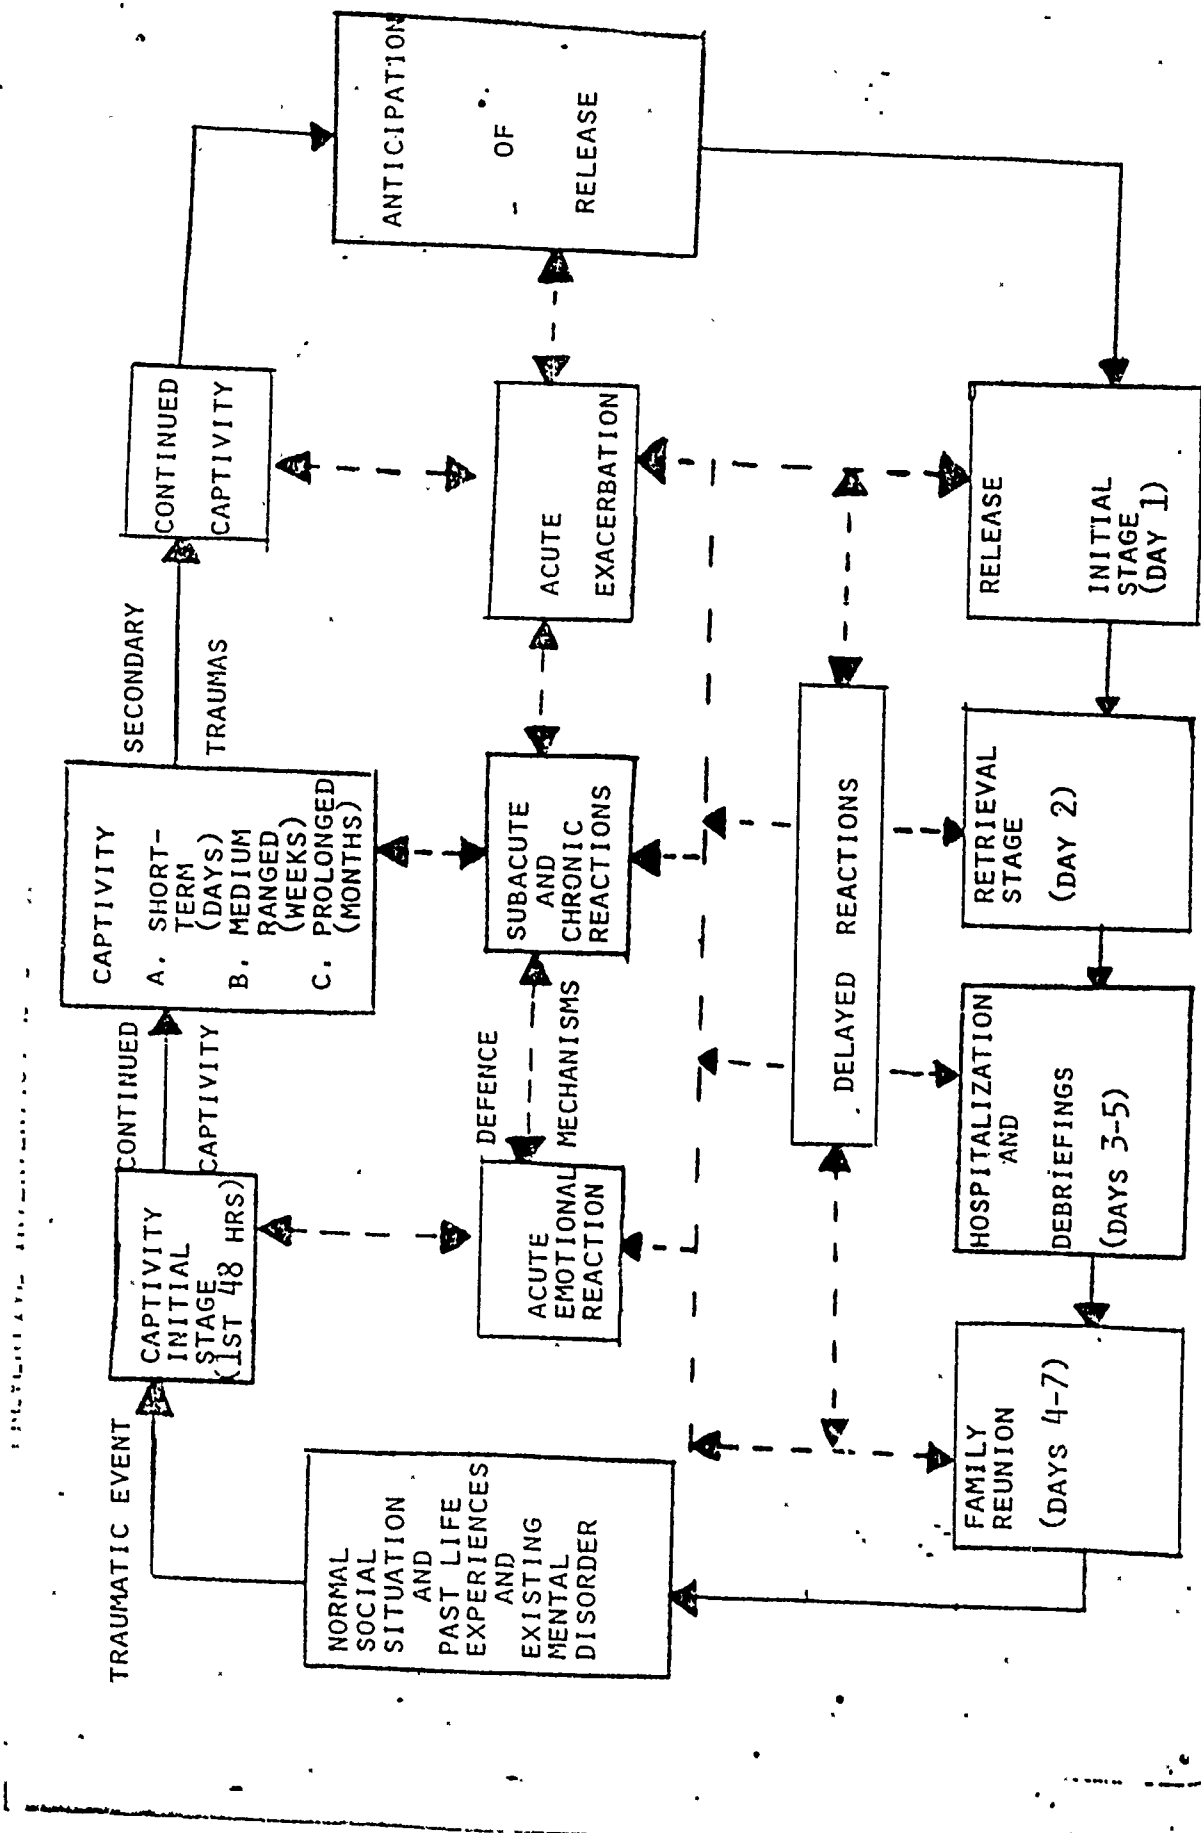 TRAUMATIC EVENT
NORMAL
SOCIAL
SITUATION
AND
PAST LIFE
EXPERIENCES
AND
EXISTING
MENTAL
DISORDER
CAPTIVITY
INITIAL
STAGE
(1ST 48 HRS)
CONTINUED
CAPTIVITY
CAPTIVITY
A. SHORT-
TERM
(DAYS)
B. MEDIUM
RANGED
(WEEKS)
C. PROLONGED
(MONTHS)
SECONDARY
TRAUMAS
CONTINUED
CAPTIVITY
ANTICIPATION
OF
RELEASE
ACUTE
EMOTIONAL
REACTION
DEFENCE
MECHANISMS
SUBACUTE
AND
CHRONIC
REACTIONS
ACUTE
EXACERBATION
DELAYED REACTIONS
FAMILY
REUNION
(DAYS 4-7)
HOSPITALIZATION
AND
DEBRIEFINGS
(DAYS 3-5)
RETRIEVAL
STAGE
(DAY 2)
RELEASE
INITIAL
STAGE
(DAY 1)